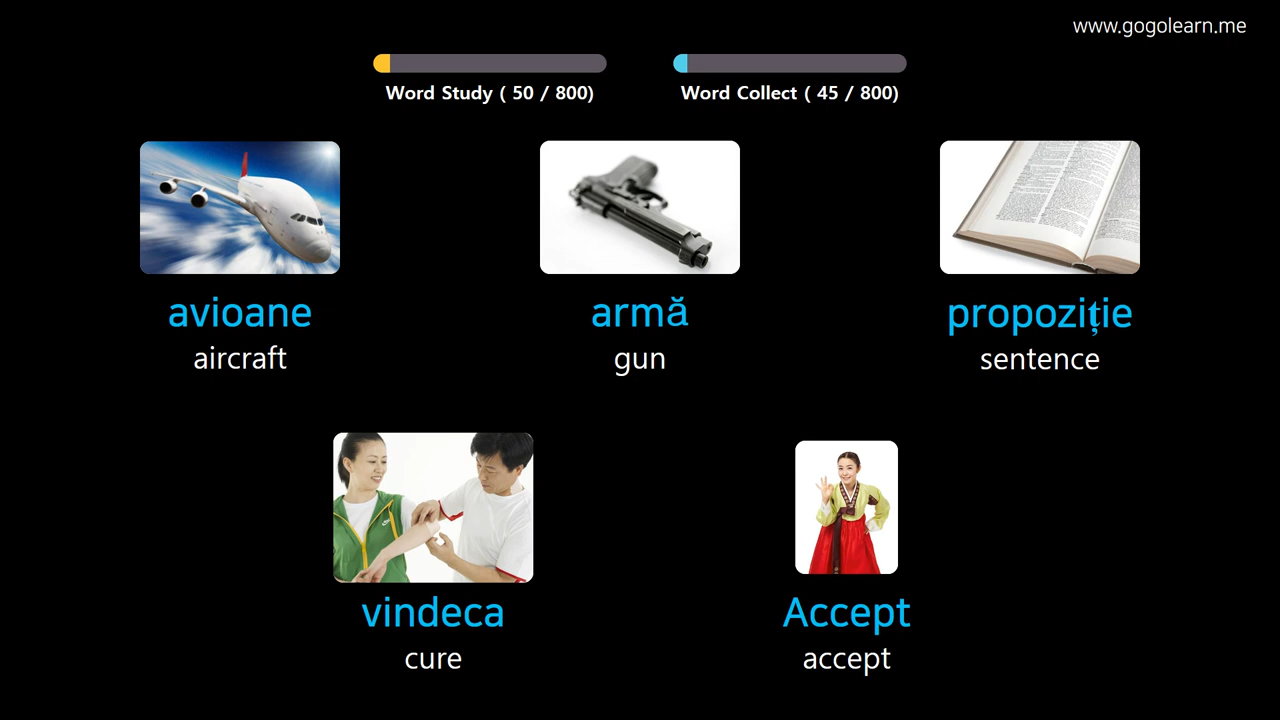 www.gogolearn.me
Word Study ( 50 / 800)
Word Collect ( 45 / 800)
avioane
armă
propoziție
aircraft
gun
sentence
vindeca
Accept
cure
accept